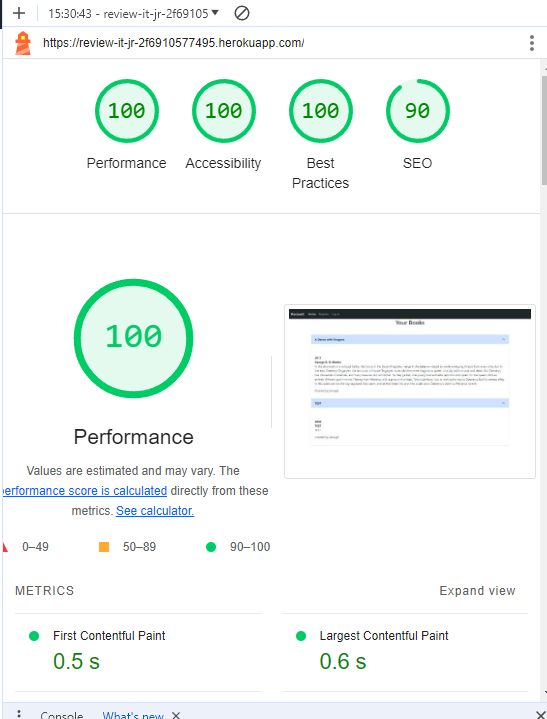 15:30:43 - review-it-jr-2f69105
https://review-it-jr-2f6910577495.herokuapp.com/
100 100 100 90
Performance Accessibility Best Practices SEO
100
Performance
Values are estimated and may vary. The
performance score is calculated directly from these
metrics. See calculator.
0–49 50–89 90–100
Your Books
A Dance with Dragons
METRICS
Expand view
First Contentful Paint
0.5 s
Largest Contentful Paint
0.6 s
Console What's new